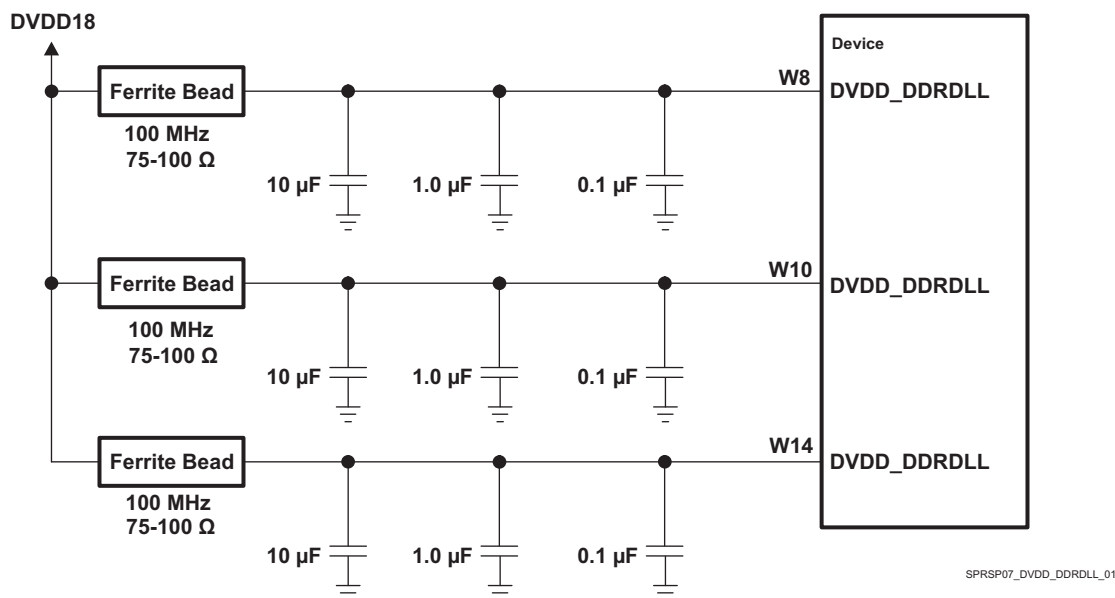 DVDD18
Device
Ferrite Bead
W8
DVDD_DDRDLL
100 MHz
75-100 Ω
10 µF
1.0 µF
0.1 µF
Ferrite Bead
W10
DVDD_DDRDLL
100 MHz
75-100 Ω
10 µF
1.0 µF
0.1 µF
Ferrite Bead
W14
DVDD_DDRDLL
100 MHz
75-100 Ω
10 µF
1.0 µF
0.1 µF
SPRSP07_DVDD_DDRDLL_01